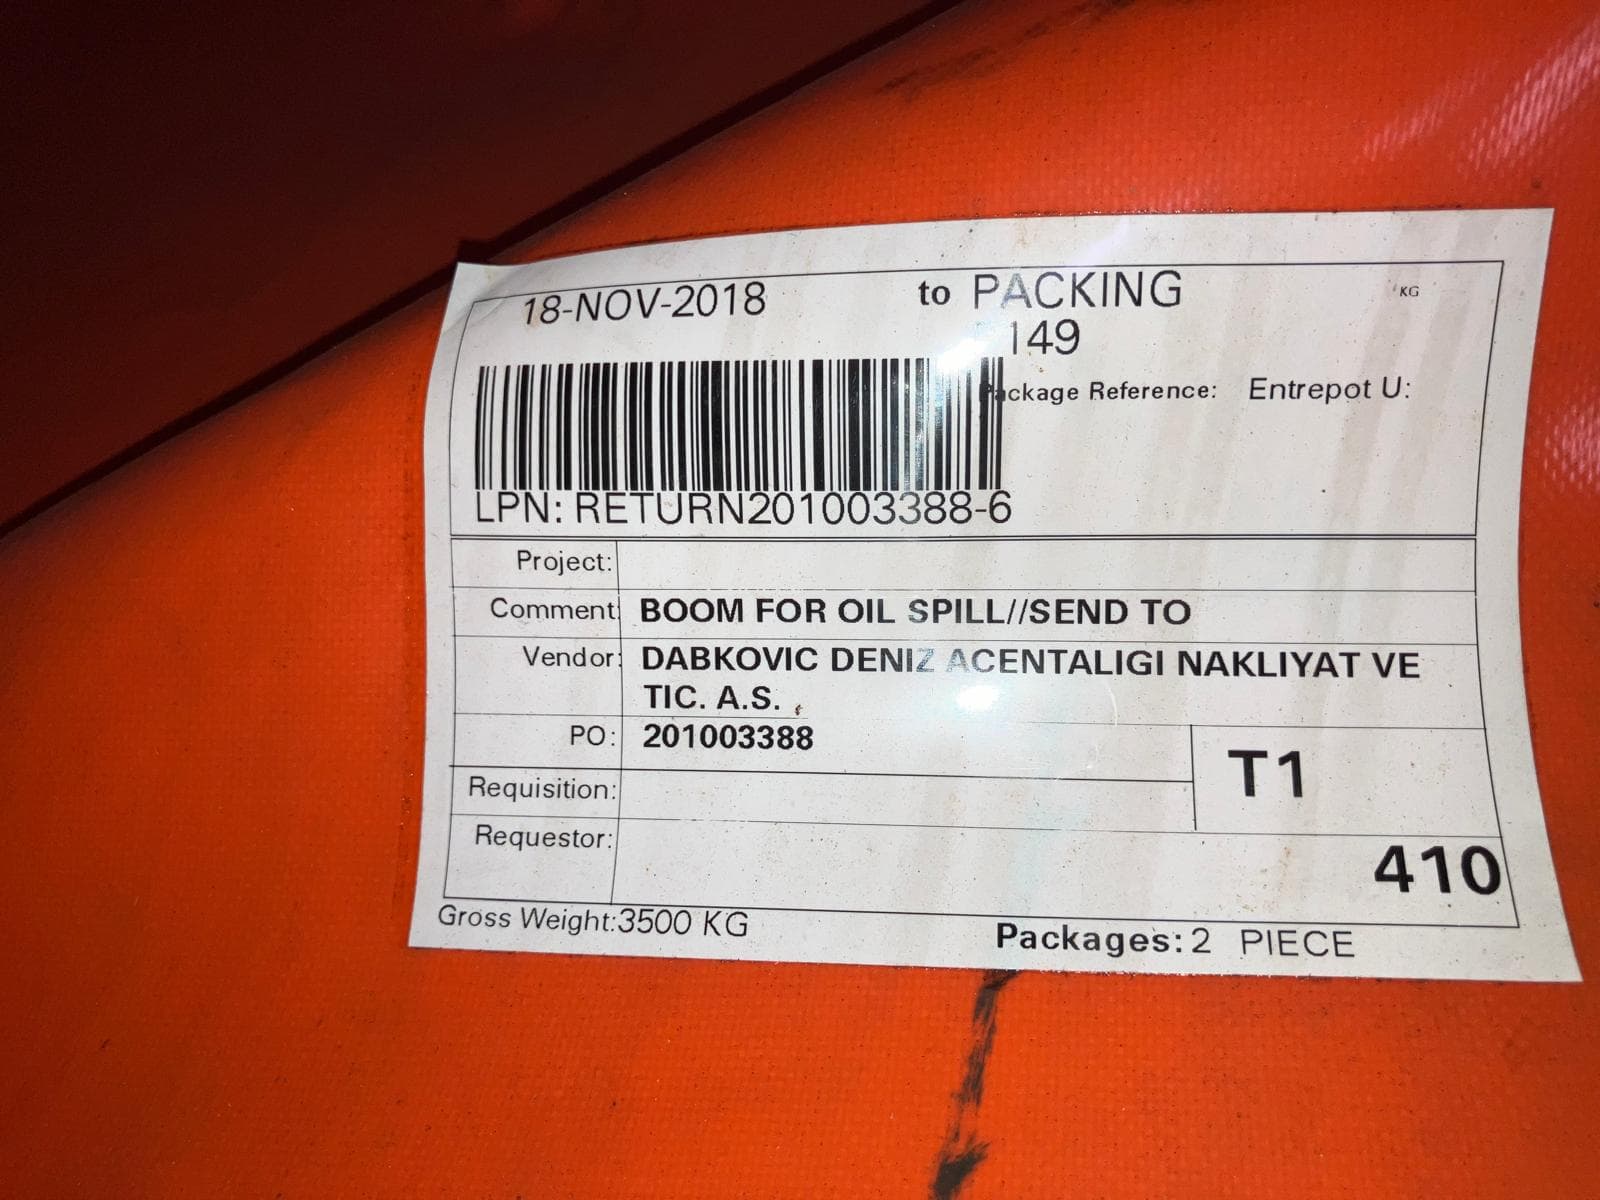 18-NOV-2018 to PACKING KG
149
Package Reference: Entrepot U:
LPN: RETURN201003388-6
Project:
Comment: BOOM FOR OIL SPILL//SEND TO
Vendor: DABKOVIC DENIZ ACENTALIGI NAKLIYAT VE
TIC. A.S.
PO: 201003388
T1
Requisition:
Requestor:
410
Gross Weight:3500 KG Packages:2 PIECE